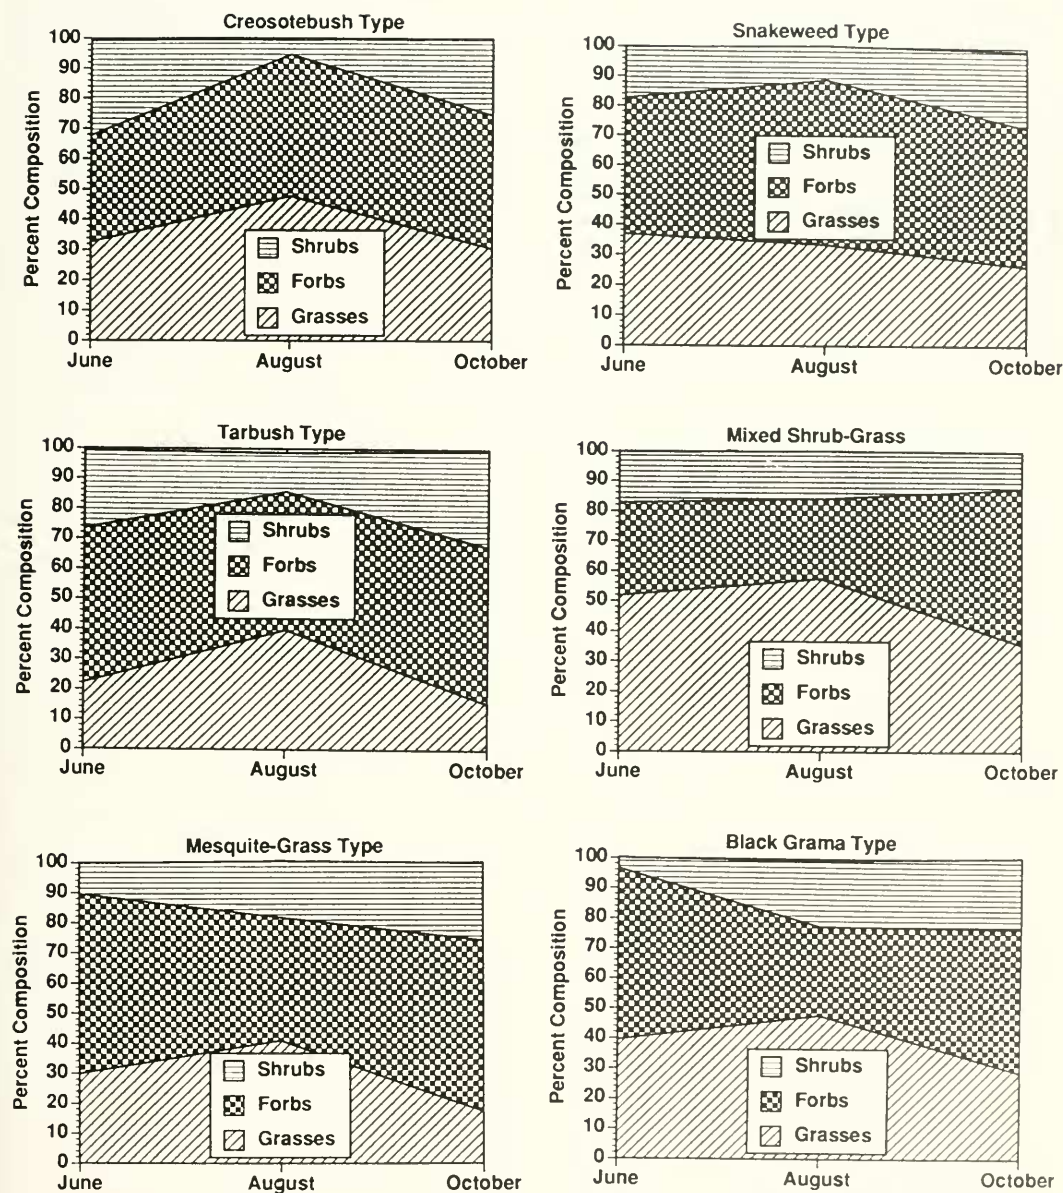 Creosotebush Type
Percent Composition
100
90
80
70
60
50
40
30
20
10
0
Shrubs
Forbs
Grasses
June August October
Snakeweed Type
Percent Composition
100
90
80
70
60
50
40
30
20
10
0
Shrubs
Forbs
Grasses
June August October
Tarbush Type
Percent Composition
100
90
80
70
60
50
40
30
20
10
0
Shrubs
Forbs
Grasses
June August October
Mixed Shrub-Grass
Percent Composition
100
90
80
70
60
50
40
30
20
10
0
Shrubs
Forbs
Grasses
June August October
Mesquite-Grass Type
Percent Composition
100
90
80
70
60
50
40
30
20
10
0
Shrubs
Forbs
Grasses
June August October
Black Grama Type
Percent Composition
100
90
80
70
60
50
40
30
20
10
0
Shrubs
Forbs
Grasses
June August October